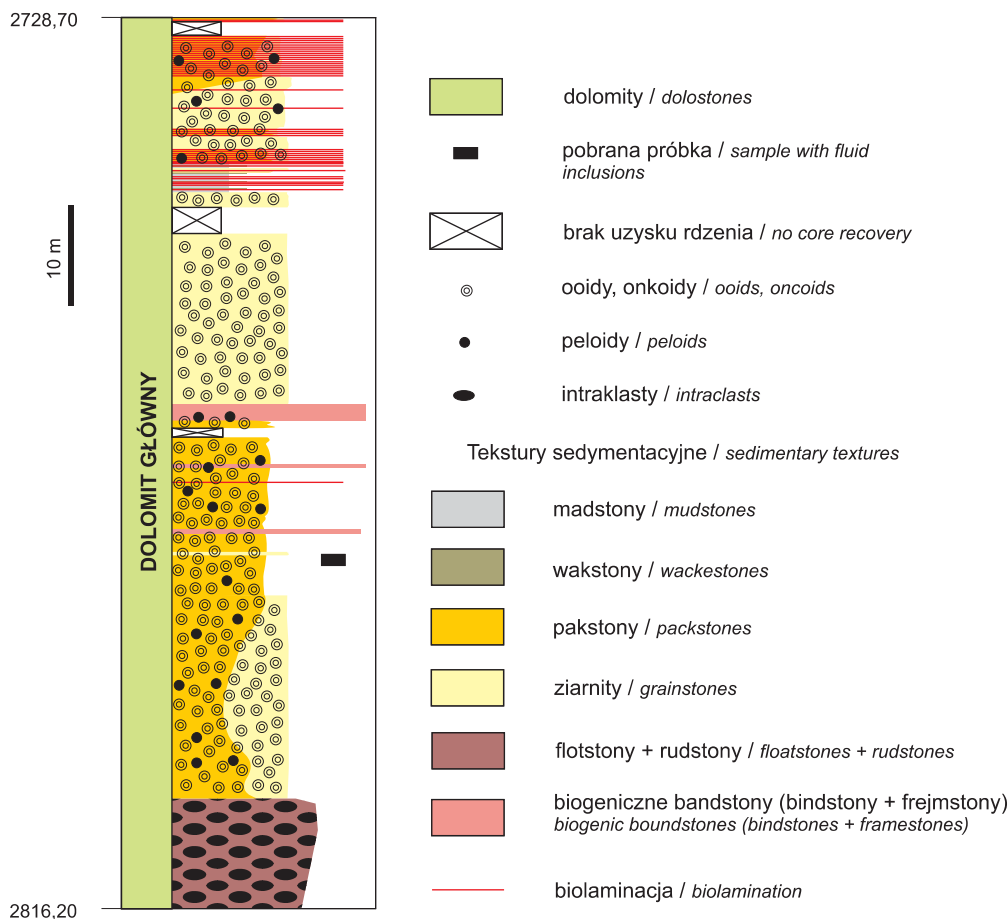 2728,70
10 m
DOLOMIT GŁÓWNY
2816,20
dolomity / dolostones
pobrana próbka / sample with fluid
inclusions
brak uzysku rdzenia / no core recovery
ooidy, onkoidy / ooids, oncoids
peloidy / peloids
intraklasty / intraclasts
Tekstury sedymentacyjne / sedimentary textures
madstony / mudstones
wakstony / wackestones
pakstony / packstones
ziarnity / grainstones
flotstony + rudstony / floatstones + rudstones
biogeniczne bandstony (bindstony + frejmstony)
biogenic boundstones (bindstones + framestones)
biolaminacja / biolamination